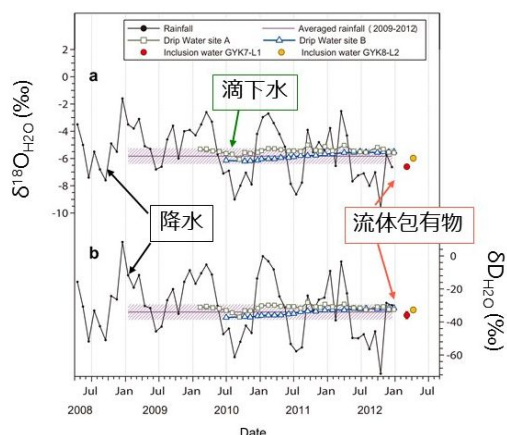 Rainfall
Averaged rainfall (2009-2012)
Drip Water site A
Drip Water site B
Inclusion water GYK7-L1
Inclusion water GYK8-L2
2
0
-2
-4
-6
-8
-10
δ18OH2O (‰)
a
滴下水
降水
流体包有物
b
0
-20
-40
-60
δDH2O (‰)
Jul Jan Jul Jan Jul Jan Jul Jan Jul Jan Jul
2008 2009 2010 2011 2012
Date